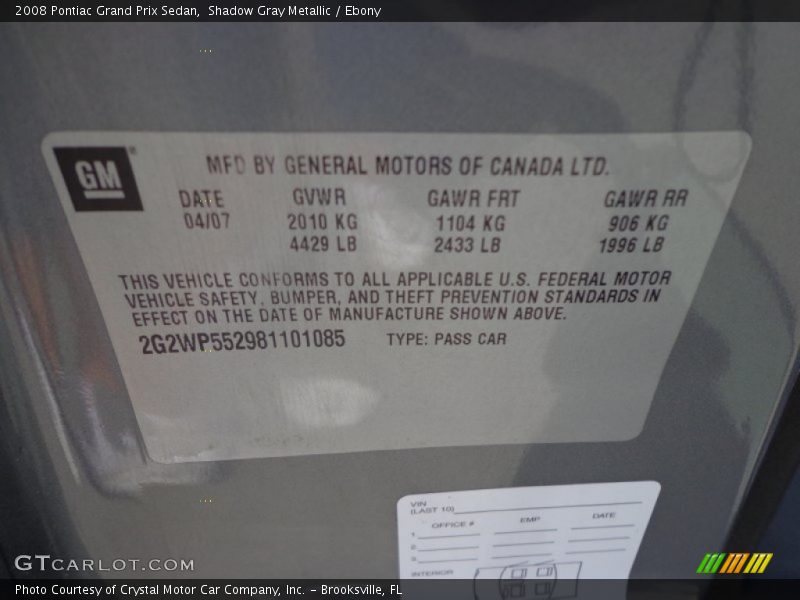 2008 Pontiac Grand Prix Sedan, Shadow Gray Metallic / Ebony
GM
MFD BY GENERAL MOTORS OF CANADA LTD.
DATE GVWR GAWR FRT GAWR RR
04/07 2010 KG 1104 KG 906 KG
4429 LB 2433 LB 1996 LB
THIS VEHICLE CONFORMS TO ALL APPLICABLE U.S. FEDERAL MOTOR
VEHICLE SAFETY, BUMPER, AND THEFT PREVENTION STANDARDS IN
EFFECT ON THE DATE OF MANUFACTURE SHOWN ABOVE.
2G2WP552981101085 TYPE: PASS CAR
VIN
(LAST 10)
OFFICE # EMP DATE
1
2
3
INTERIOR
GTCARLOT.COM
Photo Courtesy of Crystal Motor Car Company, Inc. – Brooksville, FL